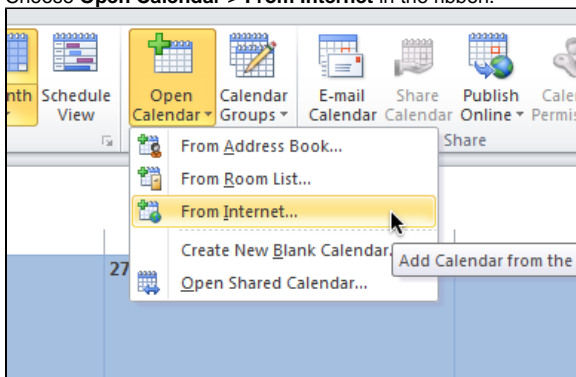 Choose Open Calendar > From Internet in the ribbon.
Schedule View
Open Calendar
Calendar Groups
E-mail Calendar
Share Calendar
Publish Online
Share
From Address Book...
From Room List...
From Internet...
Create New Blank Calendar
Add Calendar from the
27
Open Shared Calendar...